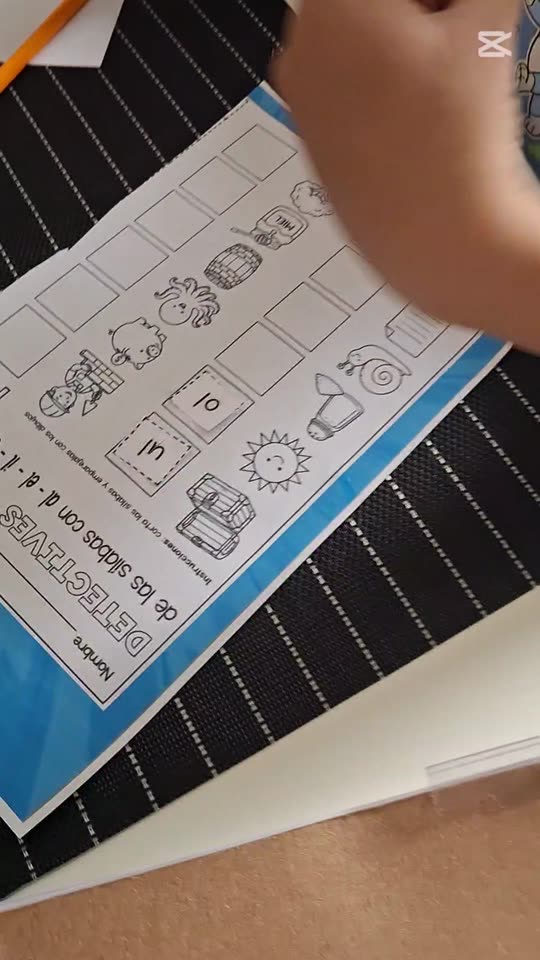 Nombre
DETECTIVES
de las sílabas con al - el - il -
Instrucciones: corta las sílabas y emparejalas con los dibujos
ul
ol
MIEL